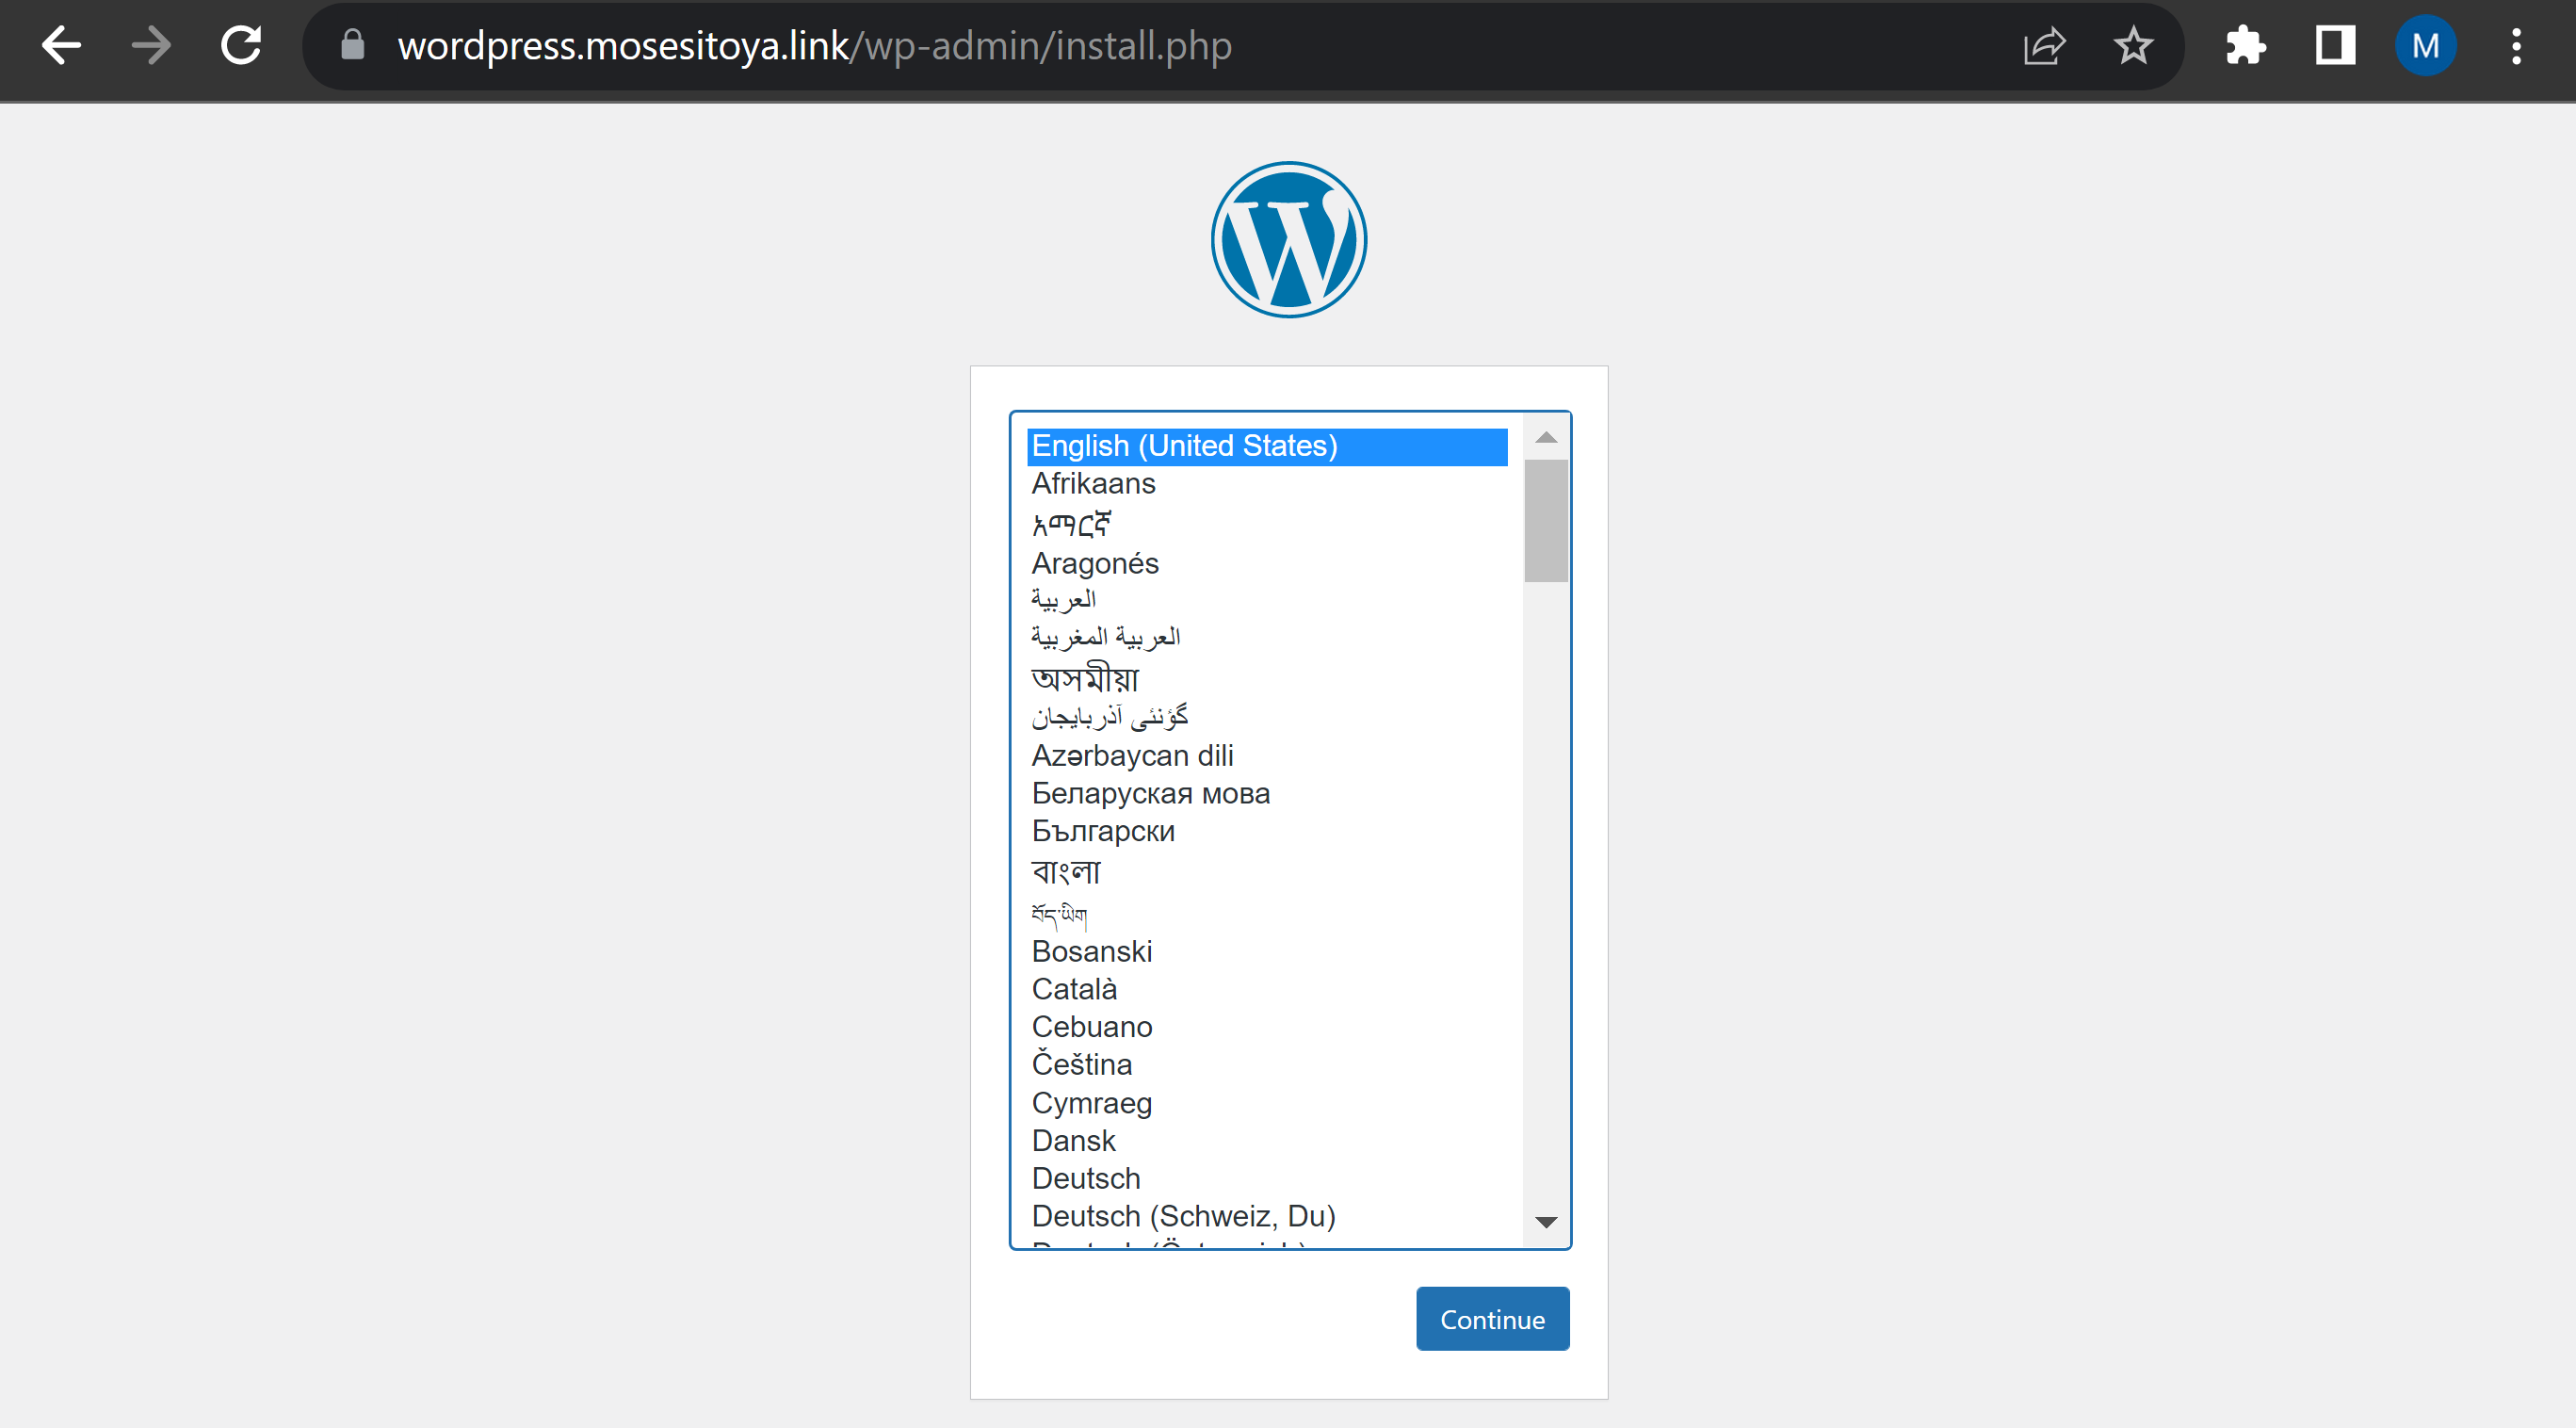 wordpress.mosesitoya.link/wp-admin/install.php
M
English (United States)
Afrikaans
አማርኛ
Aragonés
العربية
العربية المغربية
অসমীয়া
گؤنئی آذربایجان
Azərbaycan dili
Беларуская мова
Български
বাংলা
བོད་ཡིག
Bosanski
Català
Cebuano
Čeština
Cymraeg
Dansk
Deutsch
Deutsch (Schweiz, Du)
Continue